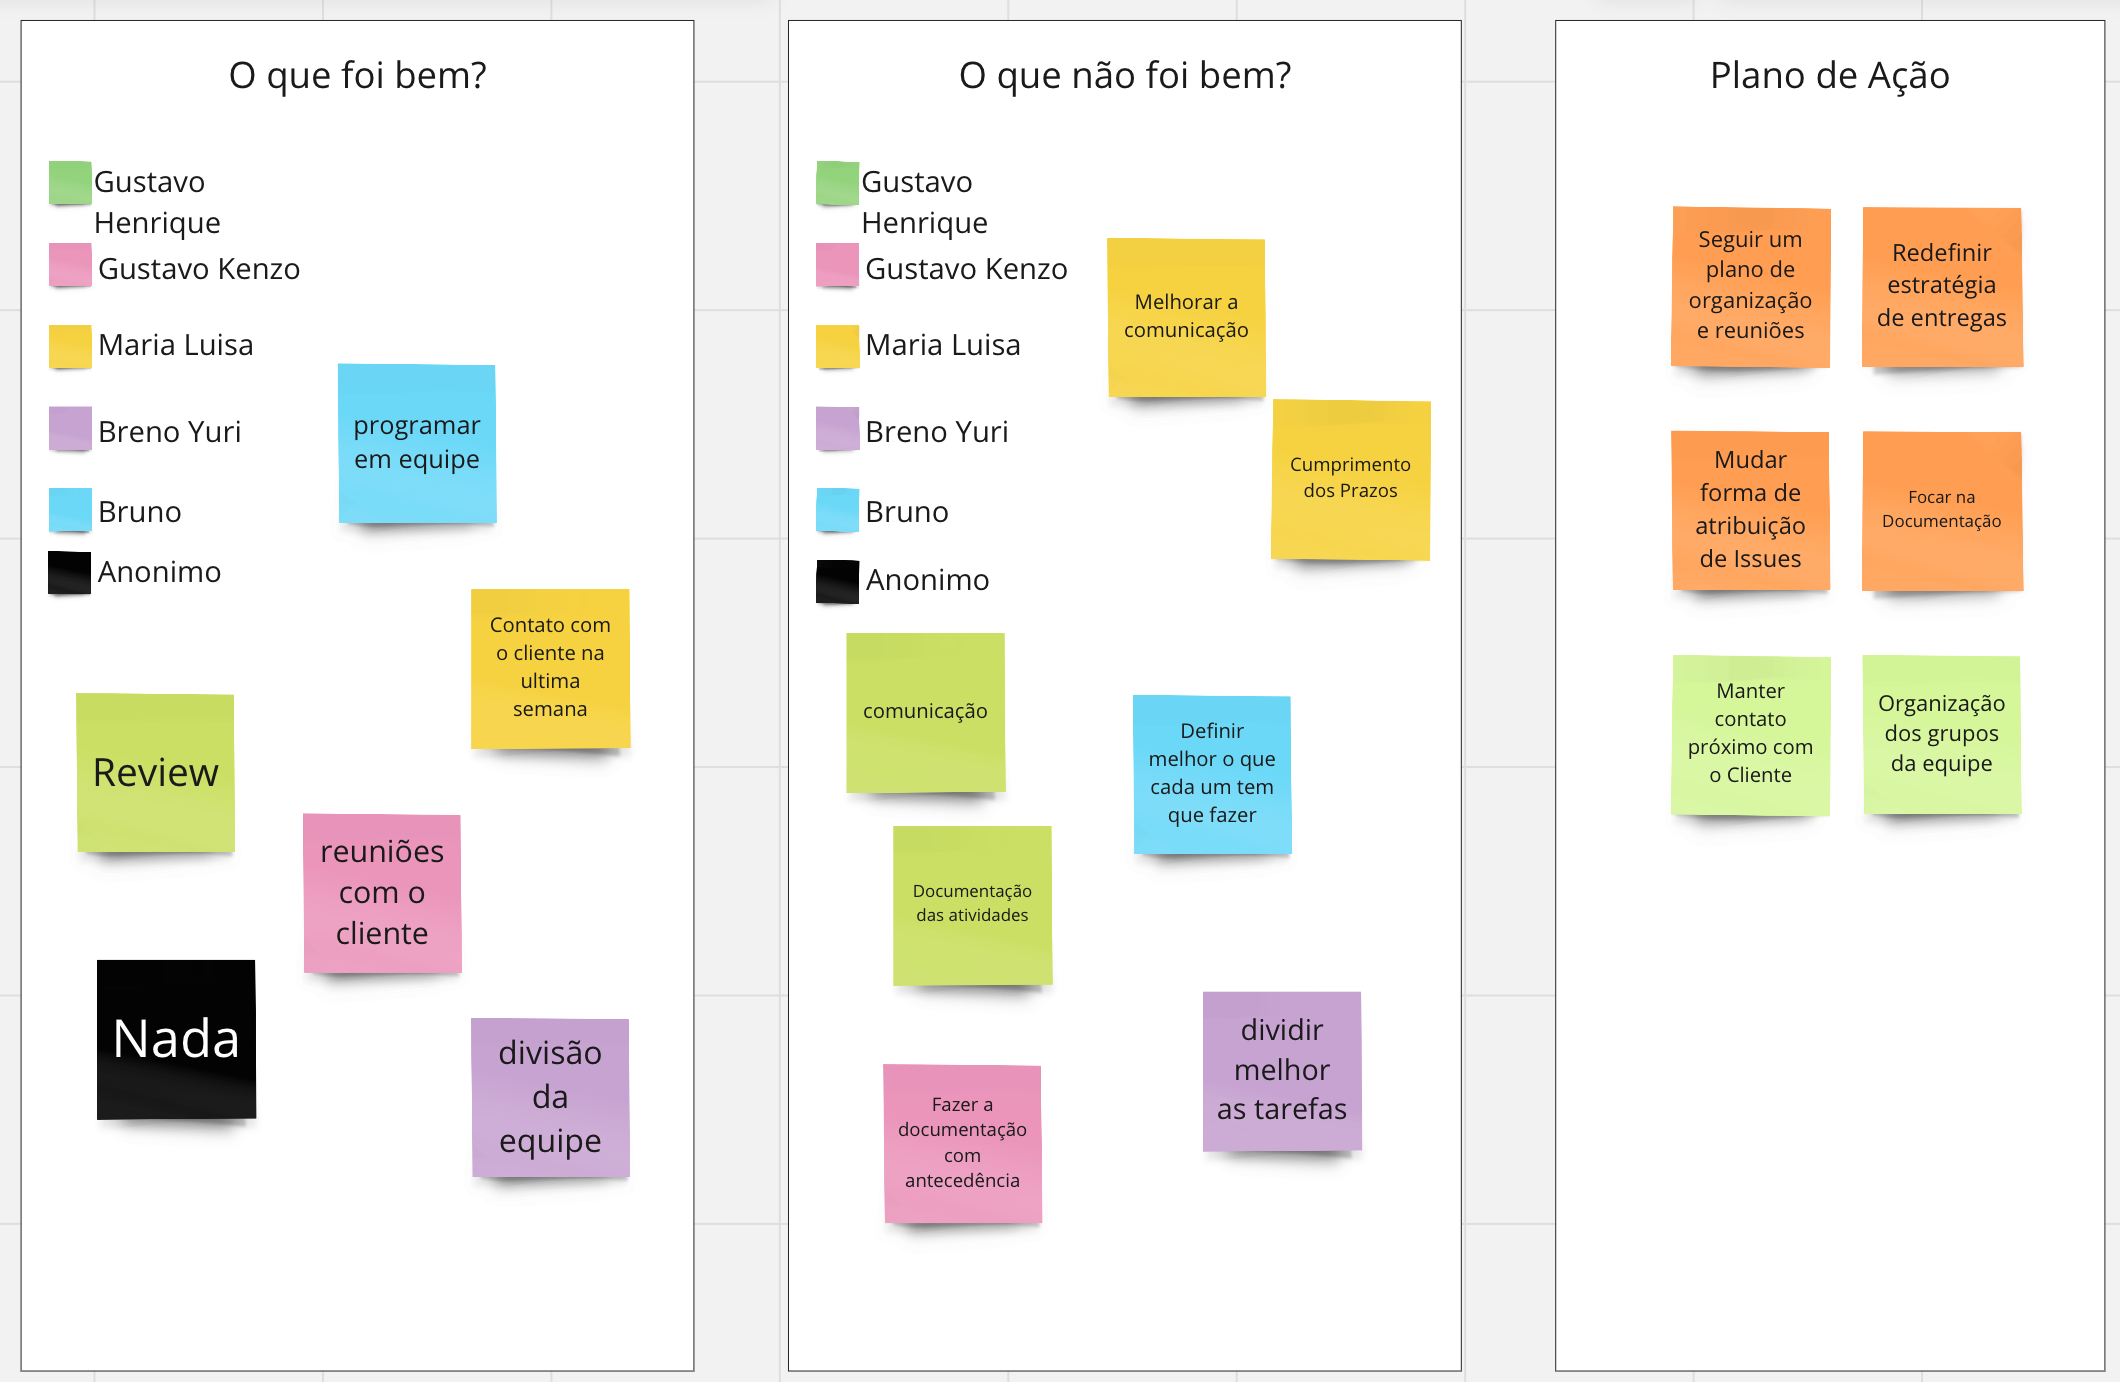 O que foi bem?
Gustavo
Henrique
Gustavo Kenzo
Maria Luisa
Breno Yuri
Bruno
Anonimo
programar
em equipe
Contato com
o cliente na
ultima
semana
Review
reuniões
com o
cliente
Nada
divisão
da
equipe
O que não foi bem?
Gustavo
Henrique
Gustavo Kenzo
Maria Luisa
Breno Yuri
Bruno
Anonimo
Melhorar a
comunicação
Cumprimento
dos Prazos
comunicação
Definir
melhor o que
cada um tem
que fazer
Documentação
das atividades
dividir
melhor
as tarefas
Fazer a
documentação
com
antecedência
Plano de Ação
Seguir um
plano de
organização
e reuniões
Redefinir
estratégia
de entregas
Mudar
forma de
atribuição
de Issues
Focar na
Documentação
Manter
contato
próximo com
o Cliente
Organização
dos grupos
da equipe